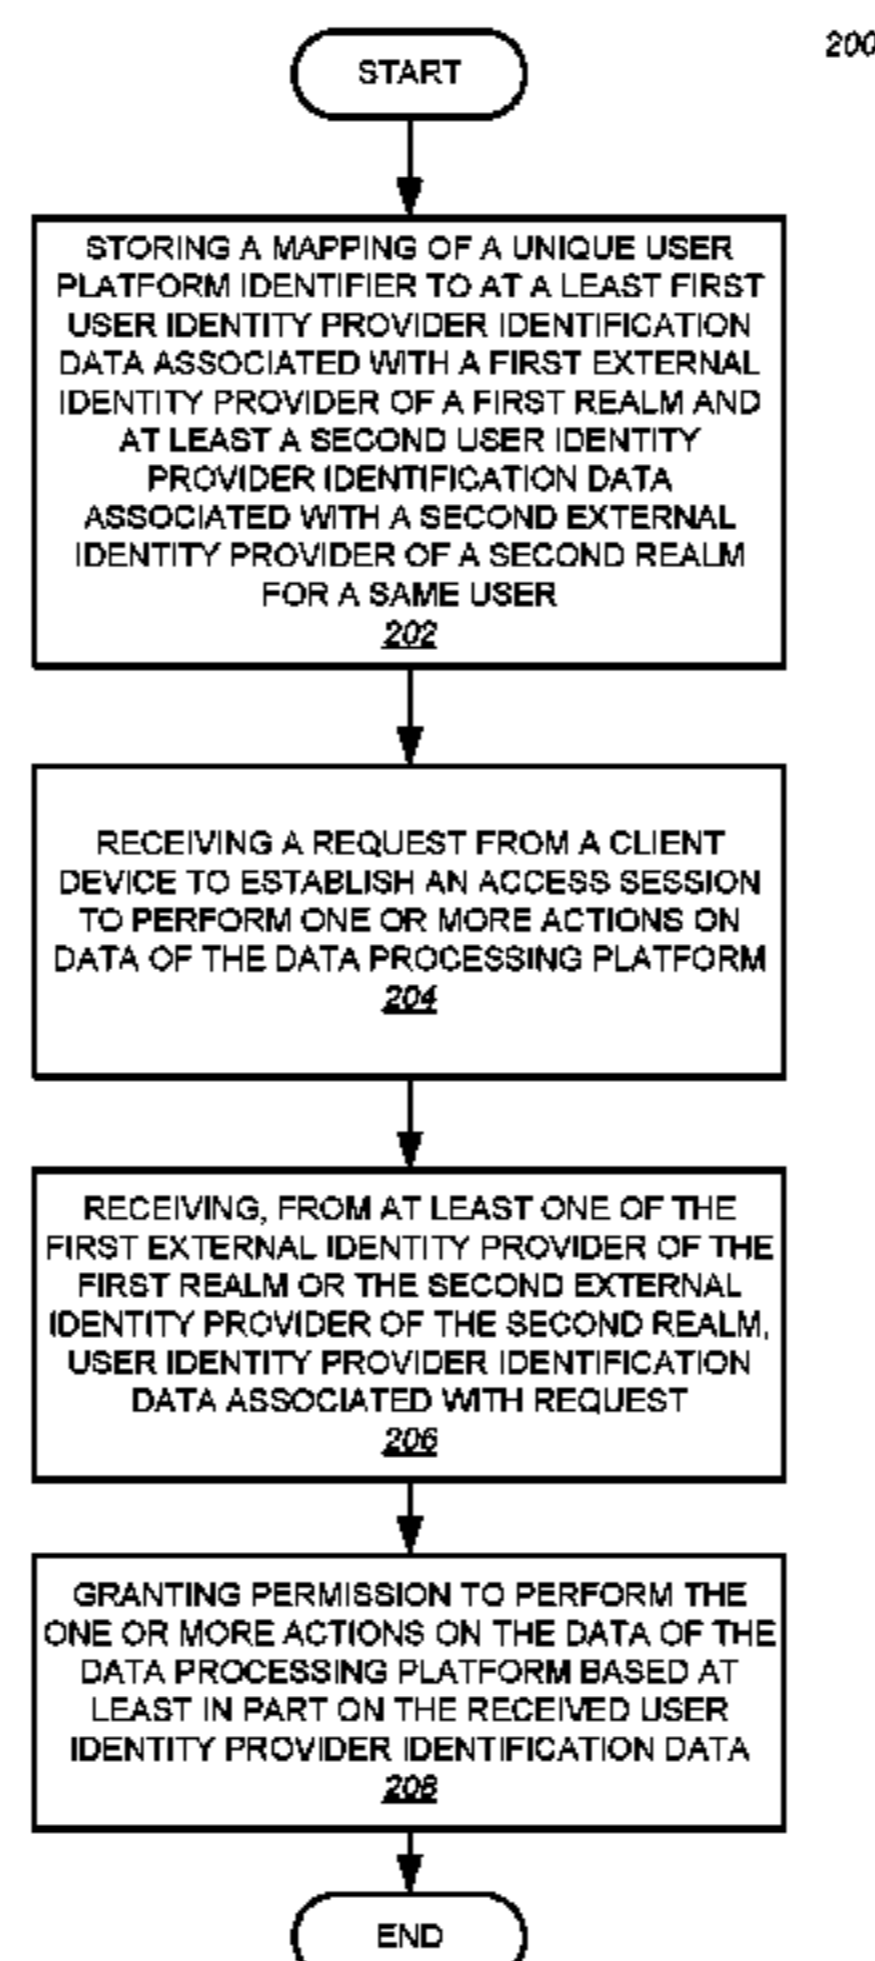 200
START
STORING A MAPPING OF A UNIQUE USER
PLATFORM IDENTIFIER TO AT A LEAST FIRST
USER IDENTITY PROVIDER IDENTIFICATION
DATA ASSOCIATED WITH A FIRST EXTERNAL
IDENTITY PROVIDER OF A FIRST REALM AND
AT LEAST A SECOND USER IDENTITY
PROVIDER IDENTIFICATION DATA
ASSOCIATED WITH A SECOND EXTERNAL
IDENTITY PROVIDER OF A SECOND REALM
FOR A SAME USER
202
RECEIVING A REQUEST FROM A CLIENT
DEVICE TO ESTABLISH AN ACCESS SESSION
TO PERFORM ONE OR MORE ACTIONS ON
DATA OF THE DATA PROCESSING PLATFORM
204
RECEIVING, FROM AT LEAST ONE OF THE
FIRST EXTERNAL IDENTITY PROVIDER OF THE
FIRST REALM OR THE SECOND EXTERNAL
IDENTITY PROVIDER OF THE SECOND REALM,
USER IDENTITY PROVIDER IDENTIFICATION
DATA ASSOCIATED WITH REQUEST
206
GRANTING PERMISSION TO PERFORM THE
ONE OR MORE ACTIONS ON THE DATA OF THE
DATA PROCESSING PLATFORM BASED AT
LEAST IN PART ON THE RECEIVED USER
IDENTITY PROVIDER IDENTIFICATION DATA
208
END